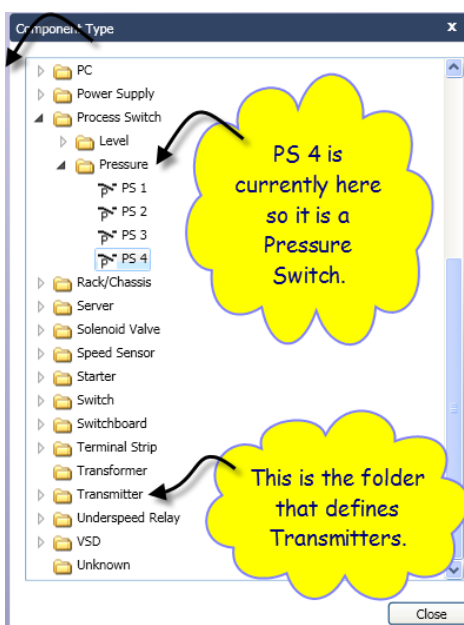 Component Type x
PC
Power Supply
Process Switch
Level
Pressure
PS 1
PS 2
PS 3
PS 4
Rack/Chassis
Server
Solenoid Valve
Speed Sensor
Starter
Switch
Switchboard
Terminal Strip
Transformer
Transmitter
Underspeed Relay
VSD
Unknown
PS 4 is
currently here
so it is a
Pressure
Switch.
This is the folder
that defines
Transmitters.
Close